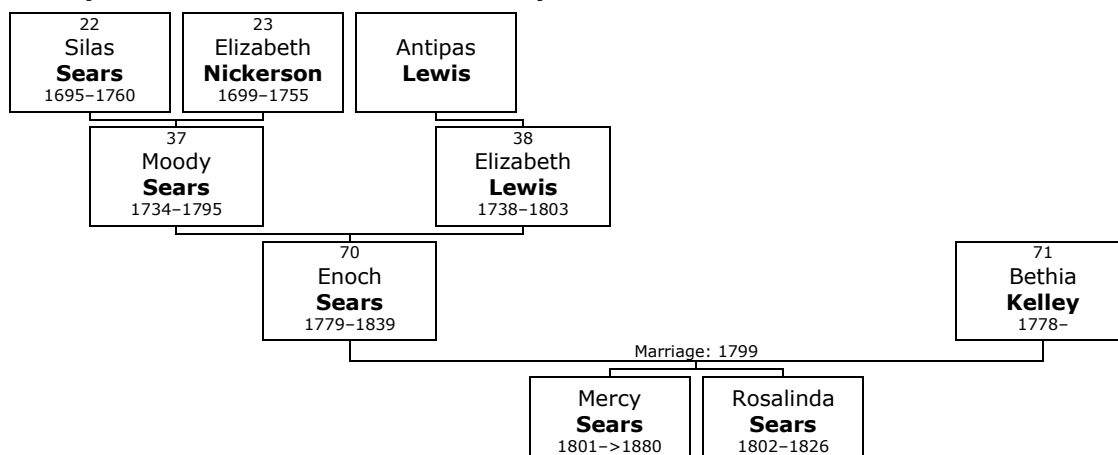 22
Silas
Sears
1695–1760
23
Elizabeth
Nickerson
1699–1755
Antipas
Lewis
37
Moody
Sears
1734–1795
38
Elizabeth
Lewis
1738–1803
70
Enoch
Sears
1779–1839
71
Bethia
Kelley
1778–
Marriage: 1799
Mercy
Sears
1801–>1880
Rosalinda
Sears
1802–1826